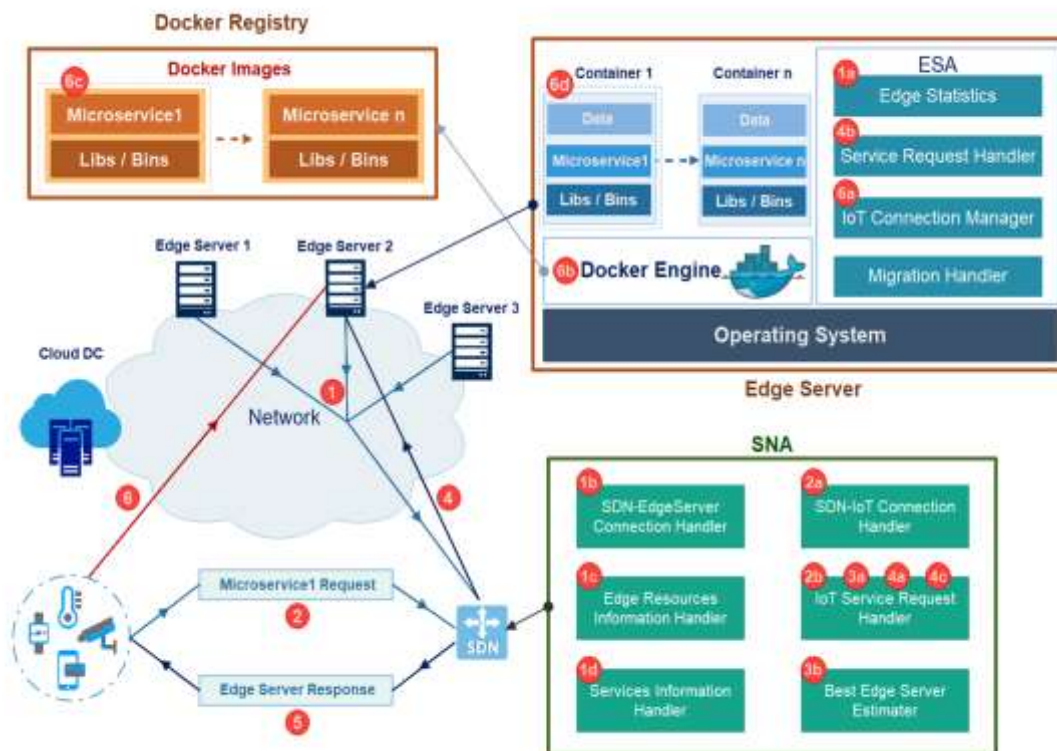 Docker Registry
Docker Images
6c
Microservice1
Libs / Bins
Microservice n
Libs / Bins
Container 1
Container n
6d
Data
Microservice1
Libs / Bins
Data
Microservice n
Libs / Bins
6b
Docker Engine
ESA
1a
Edge Statistics
4b
Service Request Handler
6a
IoT Connection Manager
Migration Handler
Operating System
Edge Server
Edge Server 1
Edge Server 2
Edge Server 3
Cloud DC
Network
1
6
4
Microservice1 Request
2
SDN
Edge Server Response
5
SNA
1b
SDN-EdgeServer
Connection Handler
2a
SDN-IoT Connection
Handler
1c
Edge Resources
Information Handler
2b 3a 4a 4c
IoT Service Request
Handler
1d
Services Information
Handler
3b
Best Edge Server
Estimater